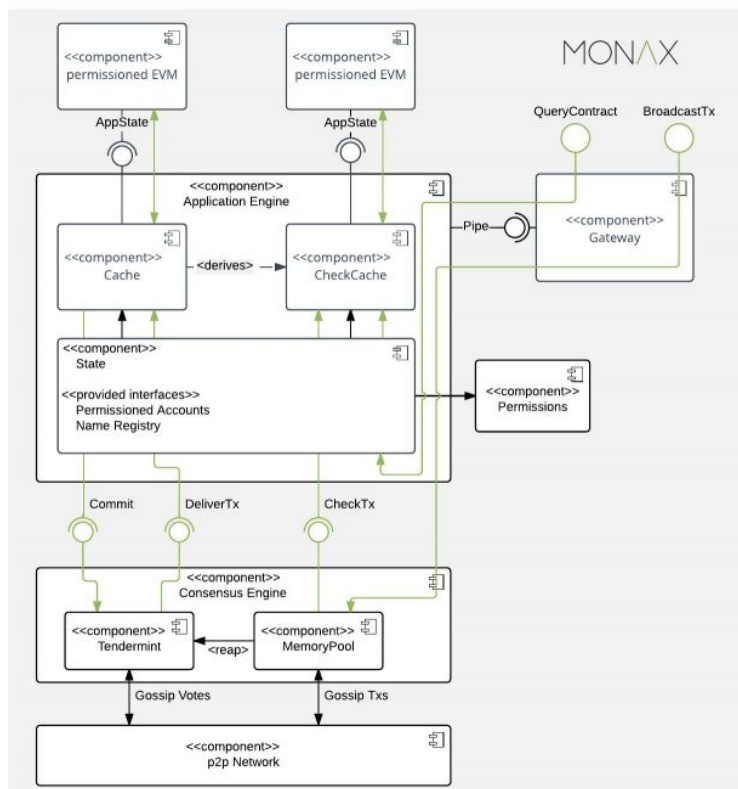 <<component>>
permissioned EVM
<<component>>
permissioned EVM
MONAX
AppState
AppState
QueryContract
BroadcastTx
<<component>>
Application Engine
<<component>>
Cache
<derives>
<<component>>
CheckCache
Pipe
<<component>>
Gateway
<<component>>
State
<<provided interfaces>>
Permissioned Accounts
Name Registry
<<component>>
Permissions
Commit
DeliverTx
CheckTx
<<component>>
Consensus Engine
<<component>>
Tendermint
<reap>
<<component>>
MemoryPool
Gossip Votes
Gossip Txs
<<component>>
p2p Network